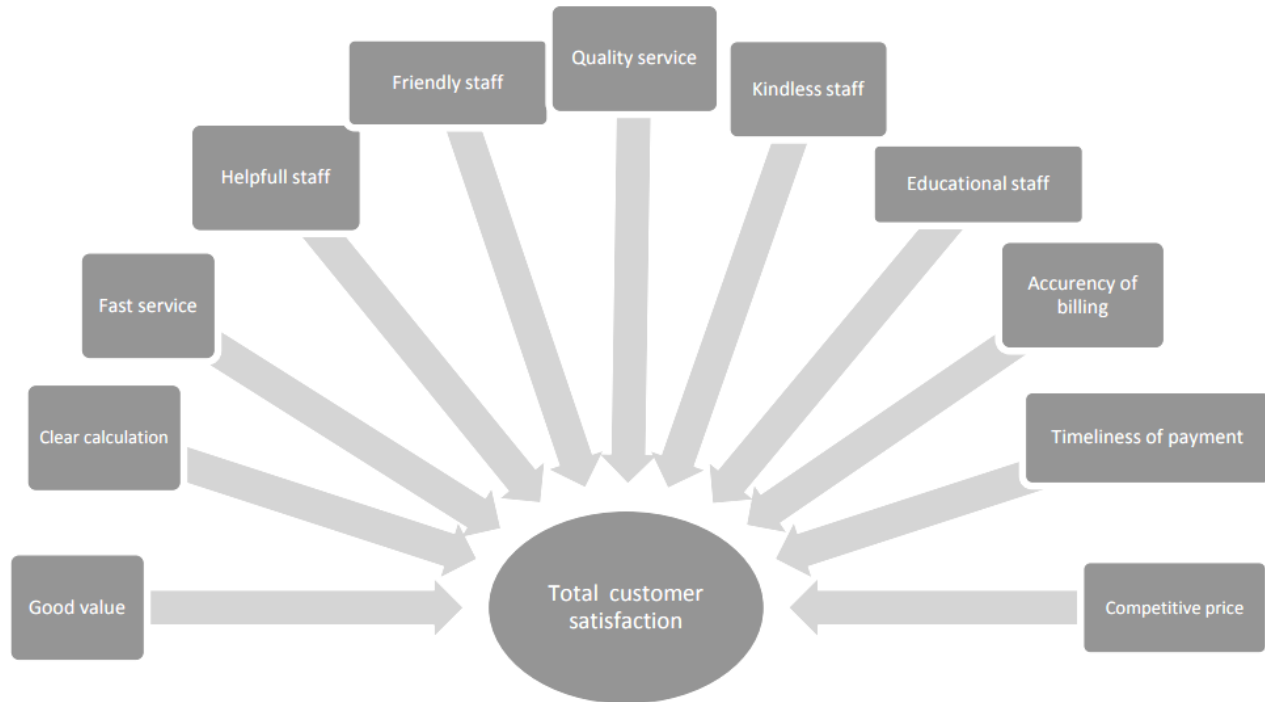 Quality service
Friendly staff
Kindless staff
Helpfull staff
Educational staff
Fast service
Accurency of
billing
Clear calculation
Timeliness of payment
Good value
Total customer
satisfaction
Competitive price